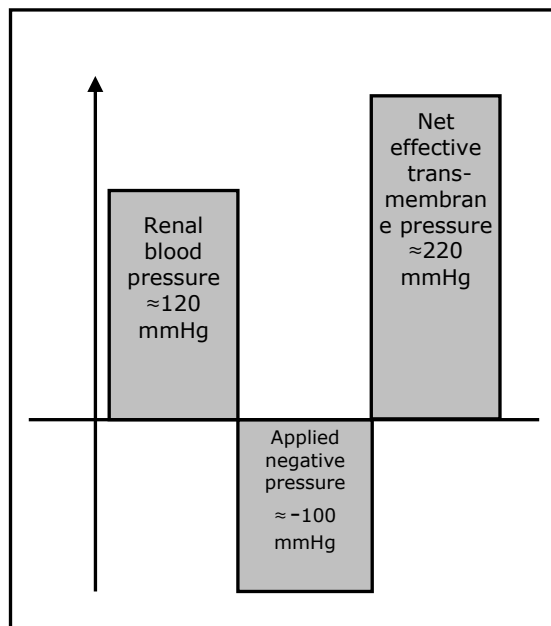 Renal
blood
pressure
≈120
mmHg
Applied
negative
pressure
≈ -100
mmHg
Net
effective
trans-
membran
e pressure
≈220
mmHg